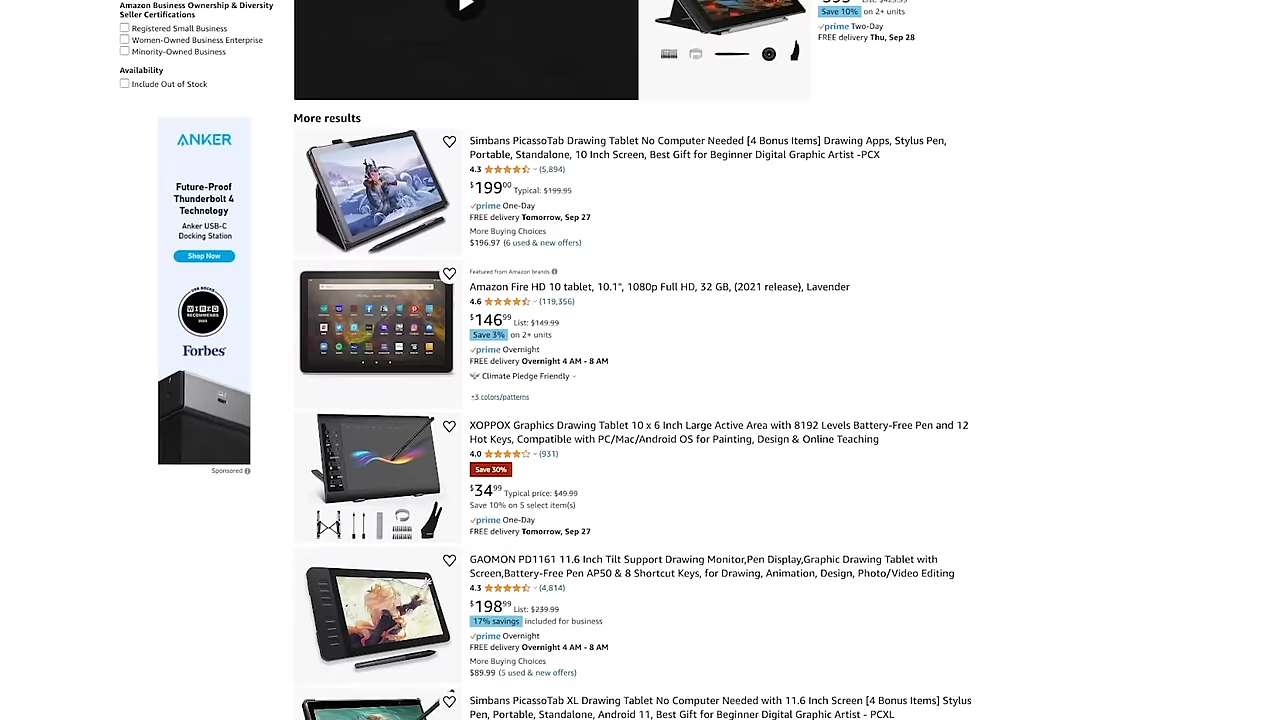 Amazon Business Ownership & Diversity
Seller Certifications
Registered Small Business
Women-Owned Business Enterprise
Minority-Owned Business
Availability
Include Out of Stock
ANKER
Future-Proof
Thunderbolt 4
Technology
Anker USB-C
Docking Station
Shop Now
WIRED
RECOMMENDS
Forbes
Sponsored
Save 10% on 2+ units
prime Two-Day
FREE delivery Thu, Sep 28
More results
Simbans PicassoTab Drawing Tablet No Computer Needed [4 Bonus Items] Drawing Apps, Stylus Pen,
Portable, Standalone, 10 Inch Screen, Best Gift for Beginner Digital Graphic Artist -PCX
4.3 (5,894)
$19900 Typical: $199.95
prime One-Day
FREE delivery Tomorrow, Sep 27
More Buying Choices
$196.97 (6 used & new offers)
Featured from Amazon brands
Amazon Fire HD 10 tablet, 10.1", 1080p Full HD, 32 GB, (2021 release), Lavender
4.6 (119,356)
$14699 List: $149.99
Save 3% on 2+ units
prime Overnight
FREE delivery Overnight 4 AM - 8 AM
Climate Pledge Friendly
+3 colors/patterns
XOPPOX Graphics Drawing Tablet 10 x 6 Inch Large Active Area with 8192 Levels Battery-Free Pen and 12
Hot Keys, Compatible with PC/Mac/Android OS for Painting, Design & Online Teaching
4.0 (931)
Save 30%
$3499 Typical price: $49.99
Save 10% on 5 select item(s)
prime One-Day
FREE delivery Tomorrow, Sep 27
GAOMON PD1161 11.6 Inch Tilt Support Drawing Monitor,Pen Display,Graphic Drawing Tablet with
Screen,Battery-Free Pen AP50 & 8 Shortcut Keys, for Drawing, Animation, Design, Photo/Video Editing
4.3 (4,814)
$19899 List: $239.99
17% savings included for business
prime Overnight
FREE delivery Overnight 4 AM - 8 AM
More Buying Choices
$89.99 (5 used & new offers)
Simbans PicassoTab XL Drawing Tablet No Computer Needed with 11.6 Inch Screen [4 Bonus Items] Stylus
Pen, Portable, Standalone, Android 11, Best Gift for Beginner Digital Graphic Artist - PCXL